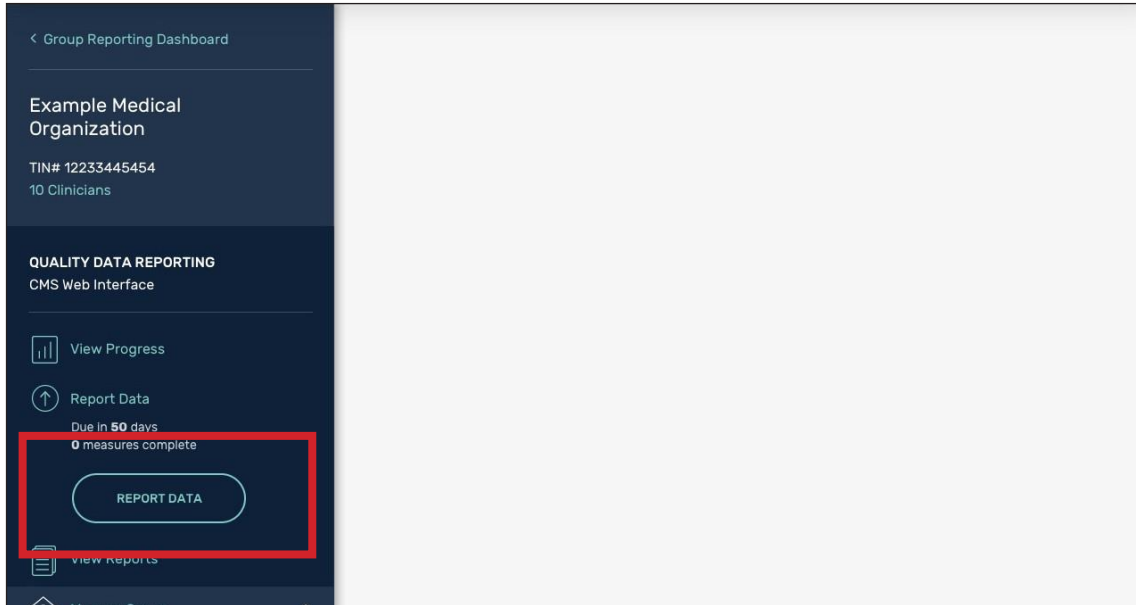 < Group Reporting Dashboard
Example Medical
Organization
TIN# 12233445454
10 Clinicians
QUALITY DATA REPORTING
CMS Web Interface
View Progress
Report Data
Due in 50 days
0 measures complete
REPORT DATA
View Reports